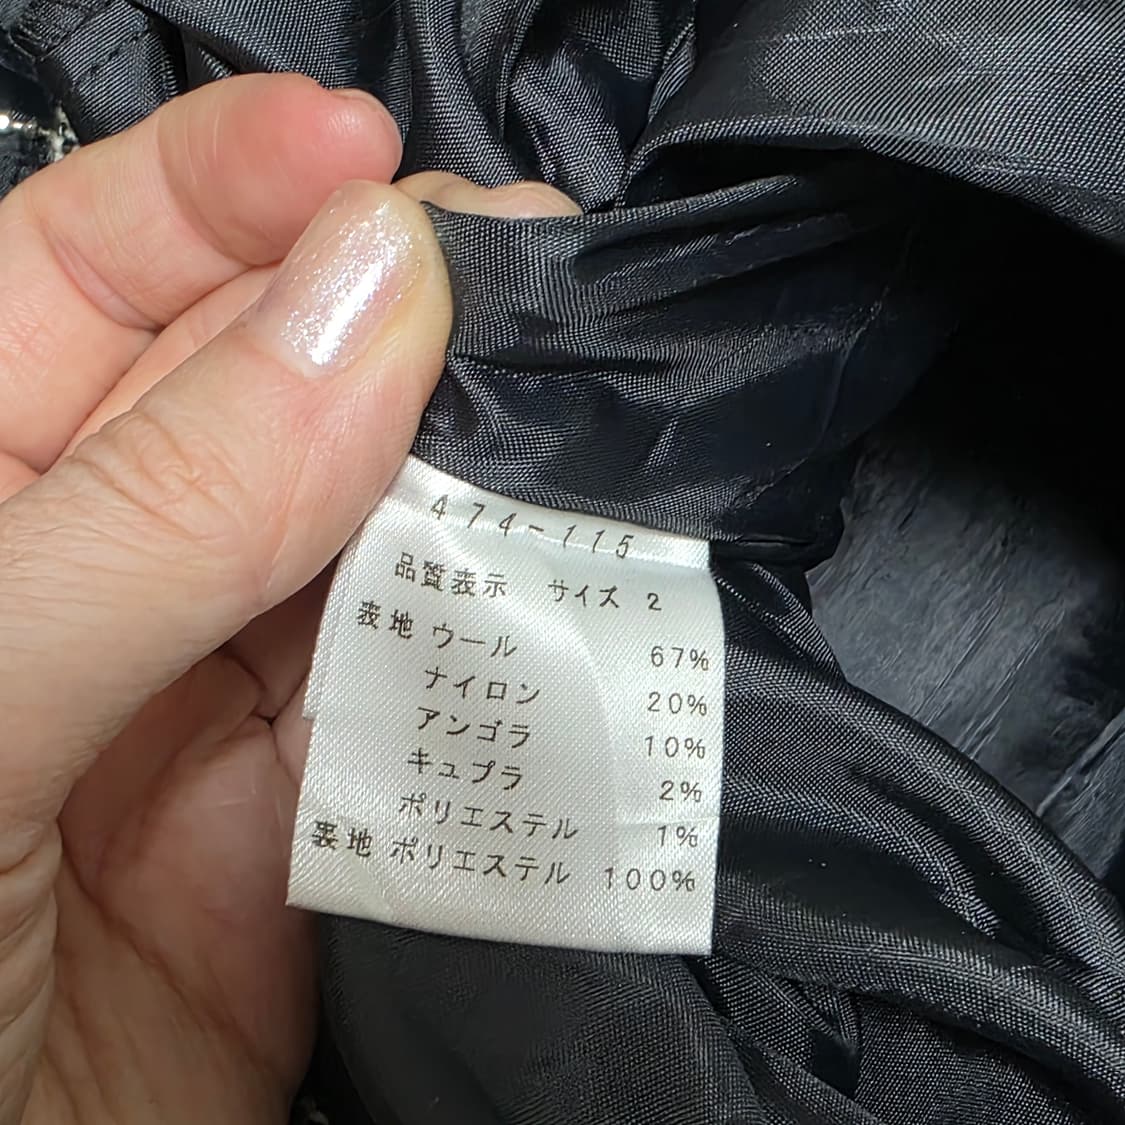 474-115
品質表示 サイズ 2
表地 ウール 67%
ナイロン 20%
アンゴラ 10%
キュプラ 2%
ポリエステル 1%
裏地 ポリエステル 100%